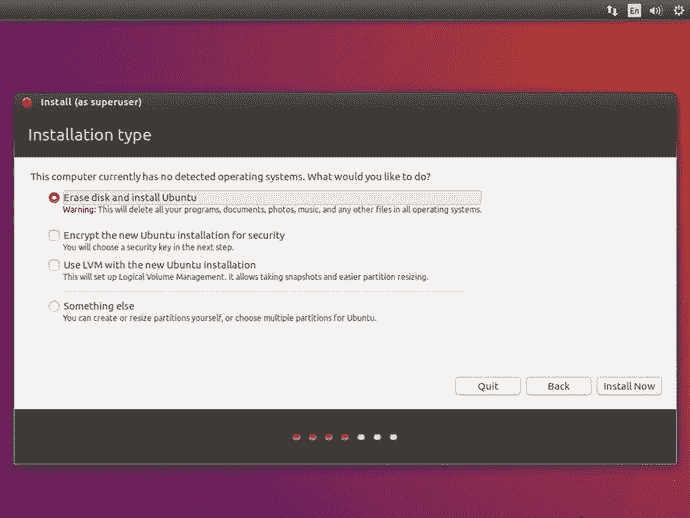 En
Install (as superuser)
Installation type
This computer currently has no detected operating systems. What would you like to do?
Erase disk and install Ubuntu
Warning: This will delete all your programs, documents, photos, music, and any other files in all operating systems.
Encrypt the new Ubuntu installation for security
You will choose a security key in the next step.
Use LVM with the new Ubuntu installation
This will set up Logical Volume Management. It allows taking snapshots and easier partition resizing.
Something else
You can create or resize partitions yourself, or choose multiple partitions for Ubuntu.
Quit Back Install Now